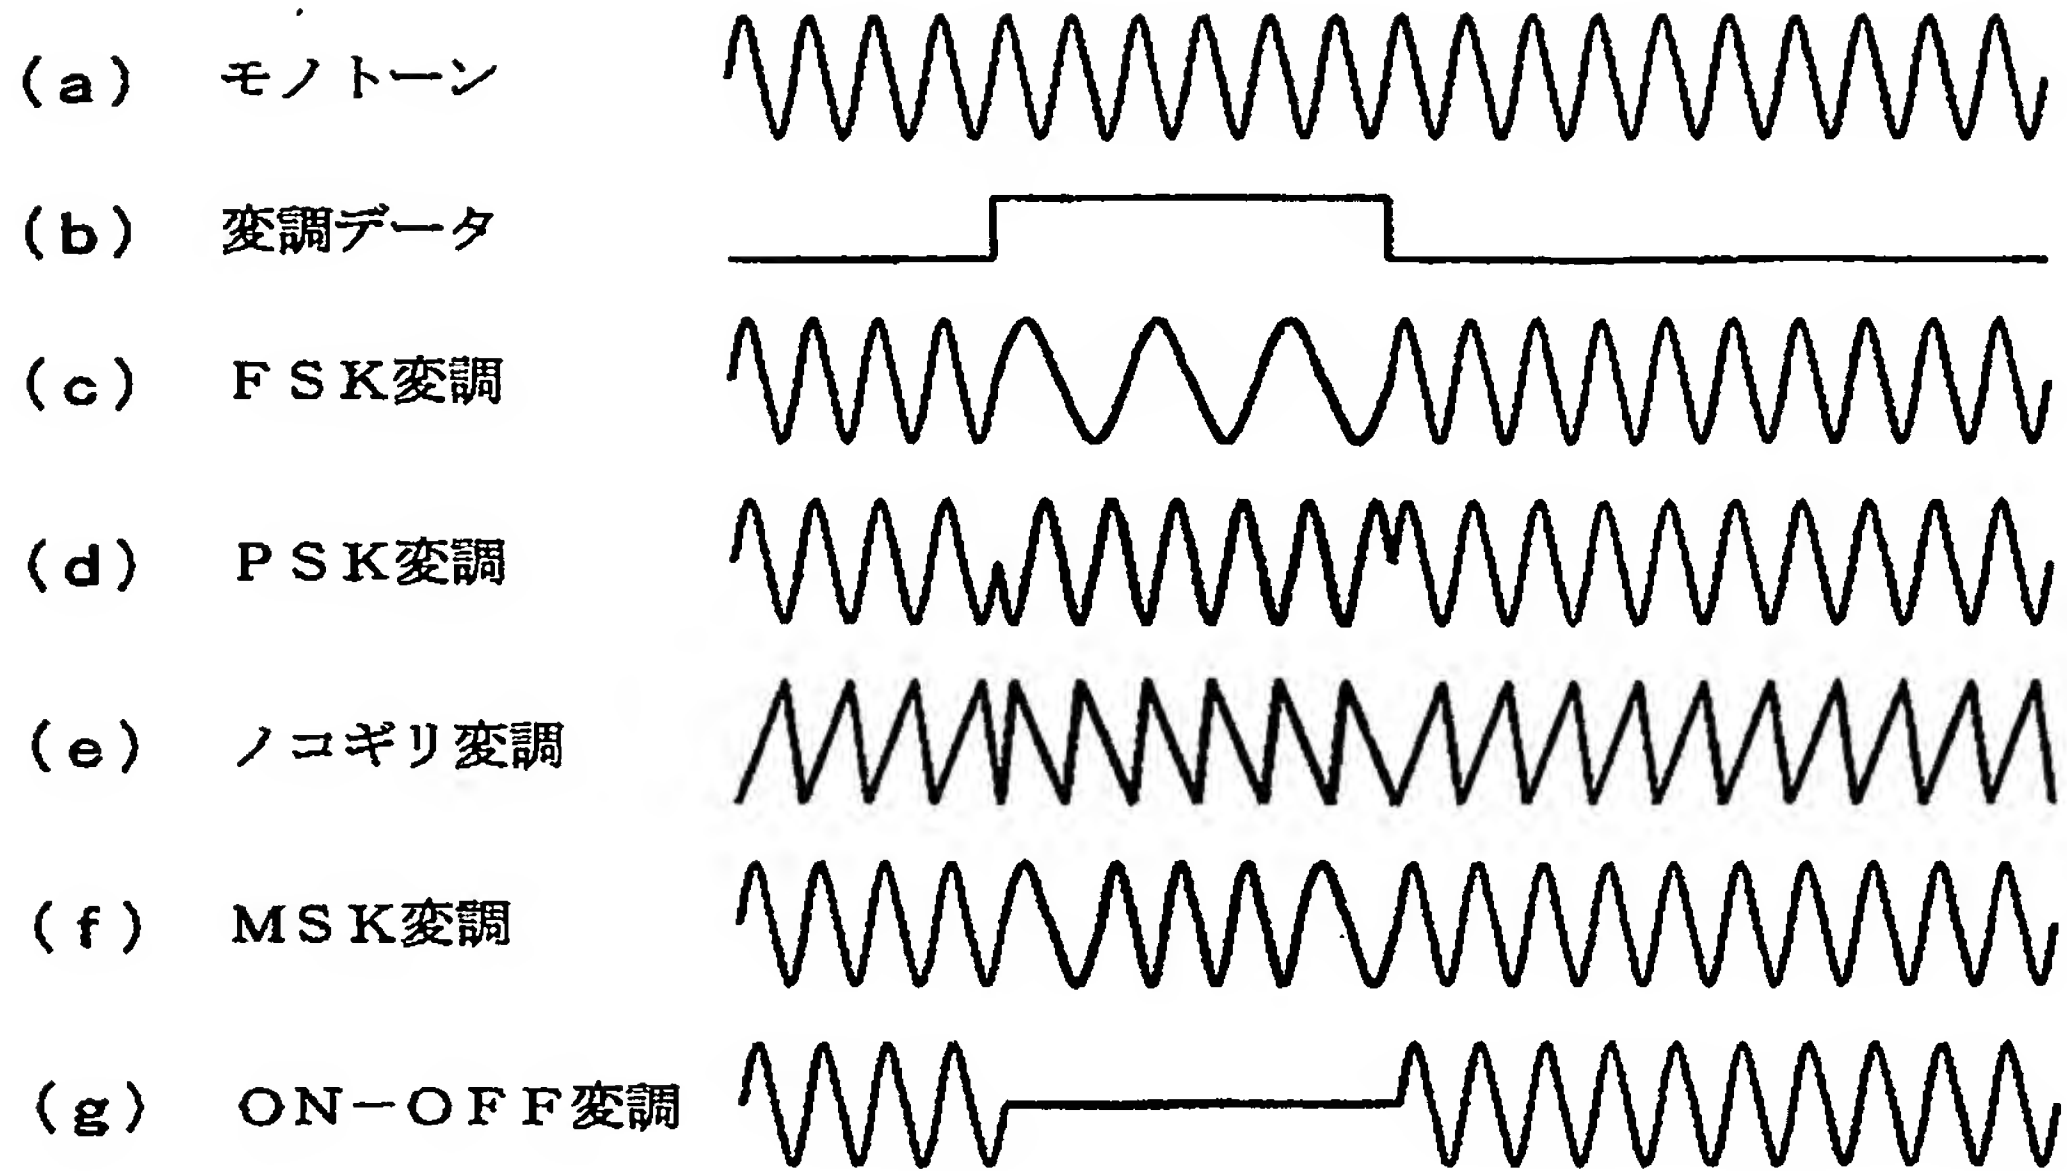 (a) モノトーン
(b) 変調データ
(c) FSK変調
(d) PSK変調
(e) ノコギリ変調
(f) MSK変調
(g) ON-OFF変調